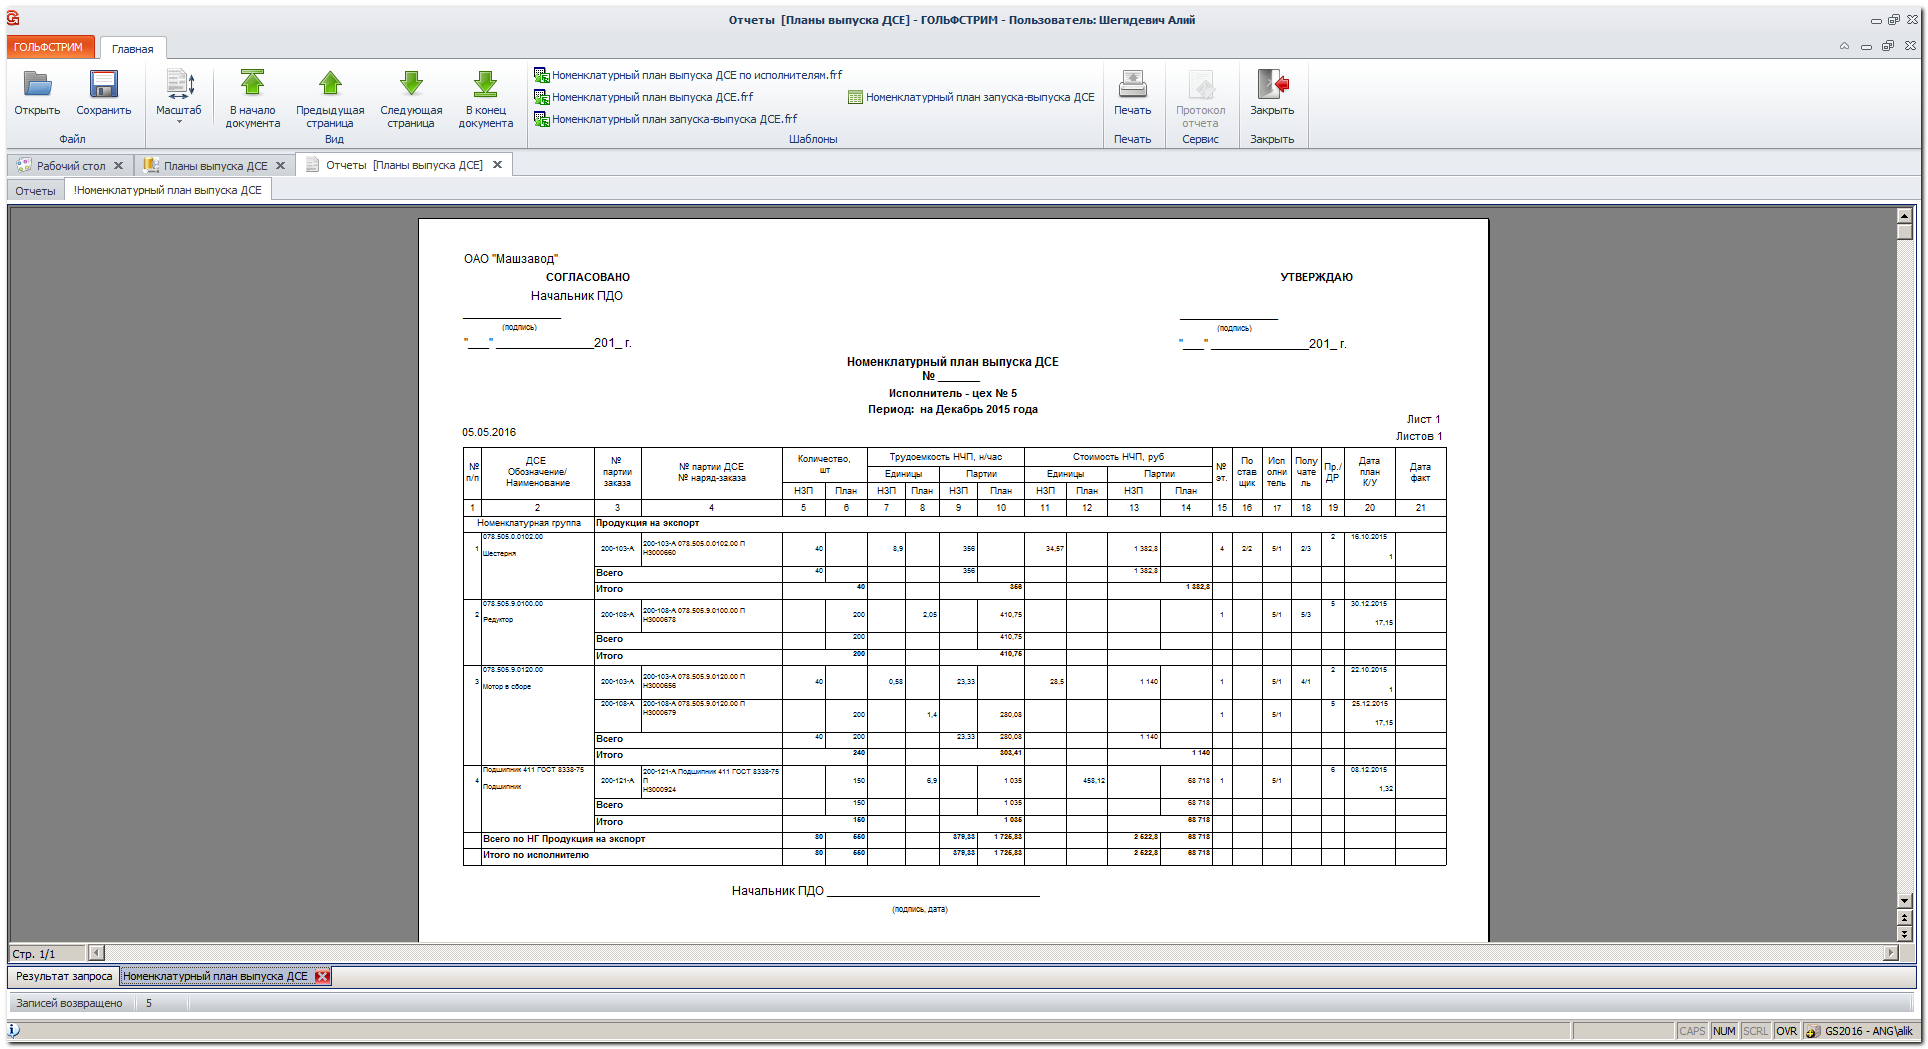 Отчеты [Планы выпуска ДСЕ] - ГОЛЬФСТРИМ - Пользователь: Шегидевич Алий
ГОЛЬФСТРИМ Главная
Открыть Сохранить
Файл
Масштаб В начало документа Предыдущая страница Следующая страница В конец документа
Вид
Номенклатурный план выпуска ДСЕ по исполнителям.frf
Номенклатурный план выпуска ДСЕ.frf Номенклатурный план запуска-выпуска ДСЕ
Номенклатурный план запуска-выпуска ДСЕ.frf
Шаблоны
Печать
Печать
Протокол отчета
Сервис
Закрыть
Закрыть
Рабочий стол Планы выпуска ДСЕ Отчеты [Планы выпуска ДСЕ]
Отчеты !Номенклатурный план выпуска ДСЕ
ОАО "Машзавод"
СОГЛАСОВАНО УТВЕРЖДАЮ
Начальник ПДО
(подпись) (подпись)
"___" ______________201_ г. "___" ______________201_ г.
Номенклатурный план выпуска ДСЕ
№ ______
Исполнитель - цех № 5
Период: на Декабрь 2015 года
Лист 1
05.05.2016 Листов 1
№ п/п ДСЕ Обозначение/ Наименование № партии заказа № партии ДСЕ № наряд-заказа Количество, шт Трудоемкость НЧП, н/час Стоимость НЧП, руб № эт. По став щик Исп олни тель Полу чате ль Пр./ ДР Дата план К/У Дата факт
Единицы Партии Единицы Партии
НЗП План НЗП План НЗП План НЗП План НЗП План
1 2 3 4 5 6 7 8 9 10 11 12 13 14 15 16 17 18 19 20 21
Номенклатурная группа Продукция на экспорт
1 078.505.0.0102.00 Шестерня 200-103-А 200-103-А 078.505.0.0102.00 П Н3000660 40 8,9 356 34,57 1 382,8 4 2/2 5/1 2/3 2 16.10.2015 1
Всего 40 356 1 382,8
Итого 40 356 1 382,8
2 078.505.9.0100.00 Редуктор 200-108-А 200-108-А 078.505.9.0100.00 П Н3000678 200 2,05 410,75 1 5/1 5/3 5 30.12.2015 17,15
Всего 200 410,75
Итого 200 410,75
3 078.505.9.0120.00 Мотор в сборе 200-103-А 200-103-А 078.505.9.0120.00 П Н3000656 40 0,58 23,33 28,5 1 140 1 5/1 4/1 2 22.10.2015 1
200-108-А 200-108-А 078.505.9.0120.00 П Н3000679 200 1,4 280,08 1 5/1 5 25.12.2015 17,15
Всего 40 200 23,33 280,08 1 140
Итого 240 303,41 1 140
4 Подшипник 411 ГОСТ 8338-75 Подшипник 200-121-А 200-121-А Подшипник 411 ГОСТ 8338-75 П Н3000924 150 6,9 1 035 458,12 68 718 1 5/1 6 08.12.2015 1,32
Всего 150 1 035 68 718
Итого 150 1 035 68 718
Всего по НГ Продукция на экспорт 80 550 379,33 1 725,83 2 522,8 68 718
Итого по исполнителю 80 550 379,33 1 725,83 2 522,8 68 718
Начальник ПДО
(подпись, дата)
Стр. 1/1
Результат запроса Номенклатурный план выпуска ДСЕ
Записей возвращено 5
CAPS NUM SCRL OVR GS2016 - ANG\alik